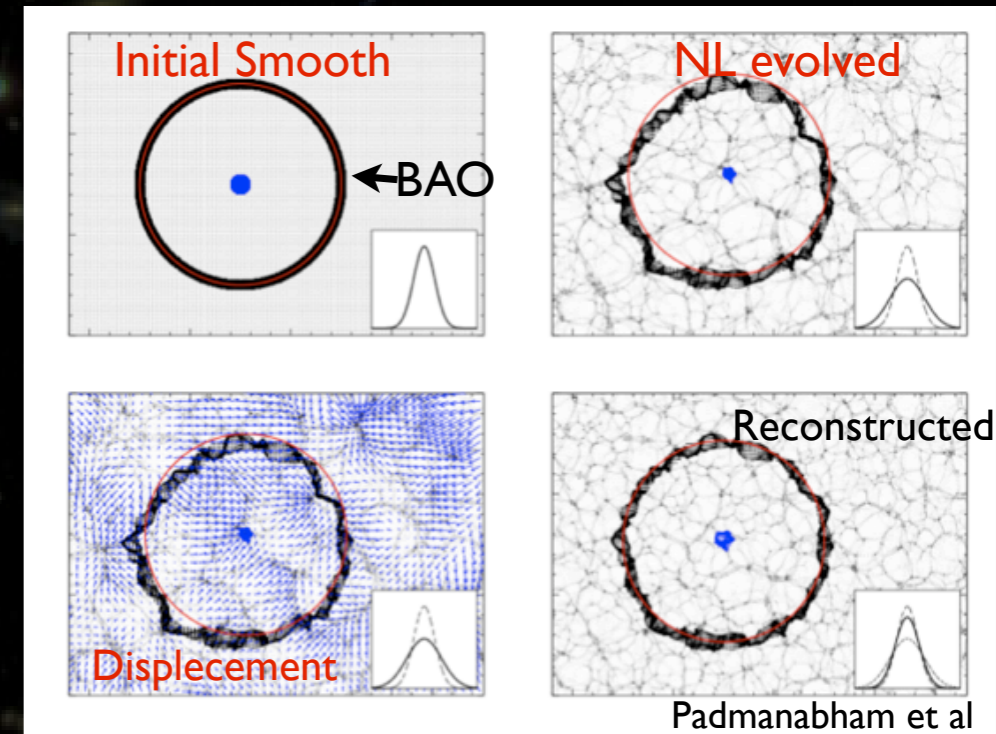 Initial Smooth
NL evolved
BAO
Reconstructed
Displecement
Padmanabham et al